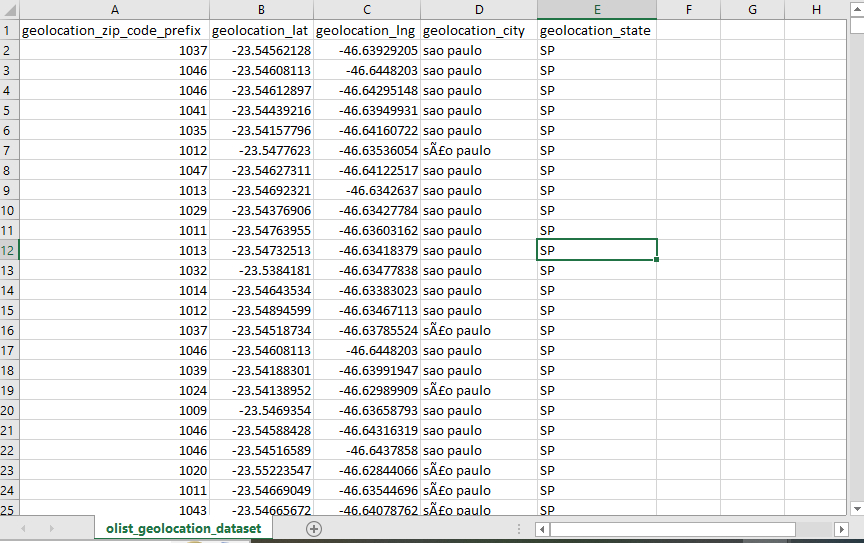 A B C D E F G H
1 geolocation_zip_code_prefix geolocation_lat geolocation_lng geolocation_city geolocation_state
2 1037 -23.54562128 -46.63929205 sao paulo SP
3 1046 -23.54608113 -46.6448203 sao paulo SP
4 1046 -23.54612897 -46.64295148 sao paulo SP
5 1041 -23.54439216 -46.63949931 sao paulo SP
6 1035 -23.54157796 -46.64160722 sao paulo SP
7 1012 -23.5477623 -46.63536054 sÃ£o paulo SP
8 1047 -23.54627311 -46.64122517 sao paulo SP
9 1013 -23.54692321 -46.6342637 sao paulo SP
10 1029 -23.54376906 -46.63427784 sao paulo SP
11 1011 -23.54763955 -46.63603162 sao paulo SP
12 1013 -23.54732513 -46.63418379 sao paulo SP
13 1032 -23.5384181 -46.63477838 sao paulo SP
14 1014 -23.54643534 -46.63383023 sao paulo SP
15 1012 -23.54894599 -46.63467113 sao paulo SP
16 1037 -23.54518734 -46.63785524 sÃ£o paulo SP
17 1046 -23.54608113 -46.6448203 sao paulo SP
18 1039 -23.54188301 -46.63991947 sao paulo SP
19 1024 -23.54138952 -46.62989909 sÃ£o paulo SP
20 1009 -23.5469354 -46.63658793 sao paulo SP
21 1046 -23.54588428 -46.64316319 sao paulo SP
22 1046 -23.54516589 -46.6437858 sao paulo SP
23 1020 -23.55223547 -46.62844066 sÃ£o paulo SP
24 1011 -23.54669049 -46.63544696 sÃ£o paulo SP
25 1043 -23.54665672 -46.64078762 sÃ£o paulo SP
olist_geolocation_dataset